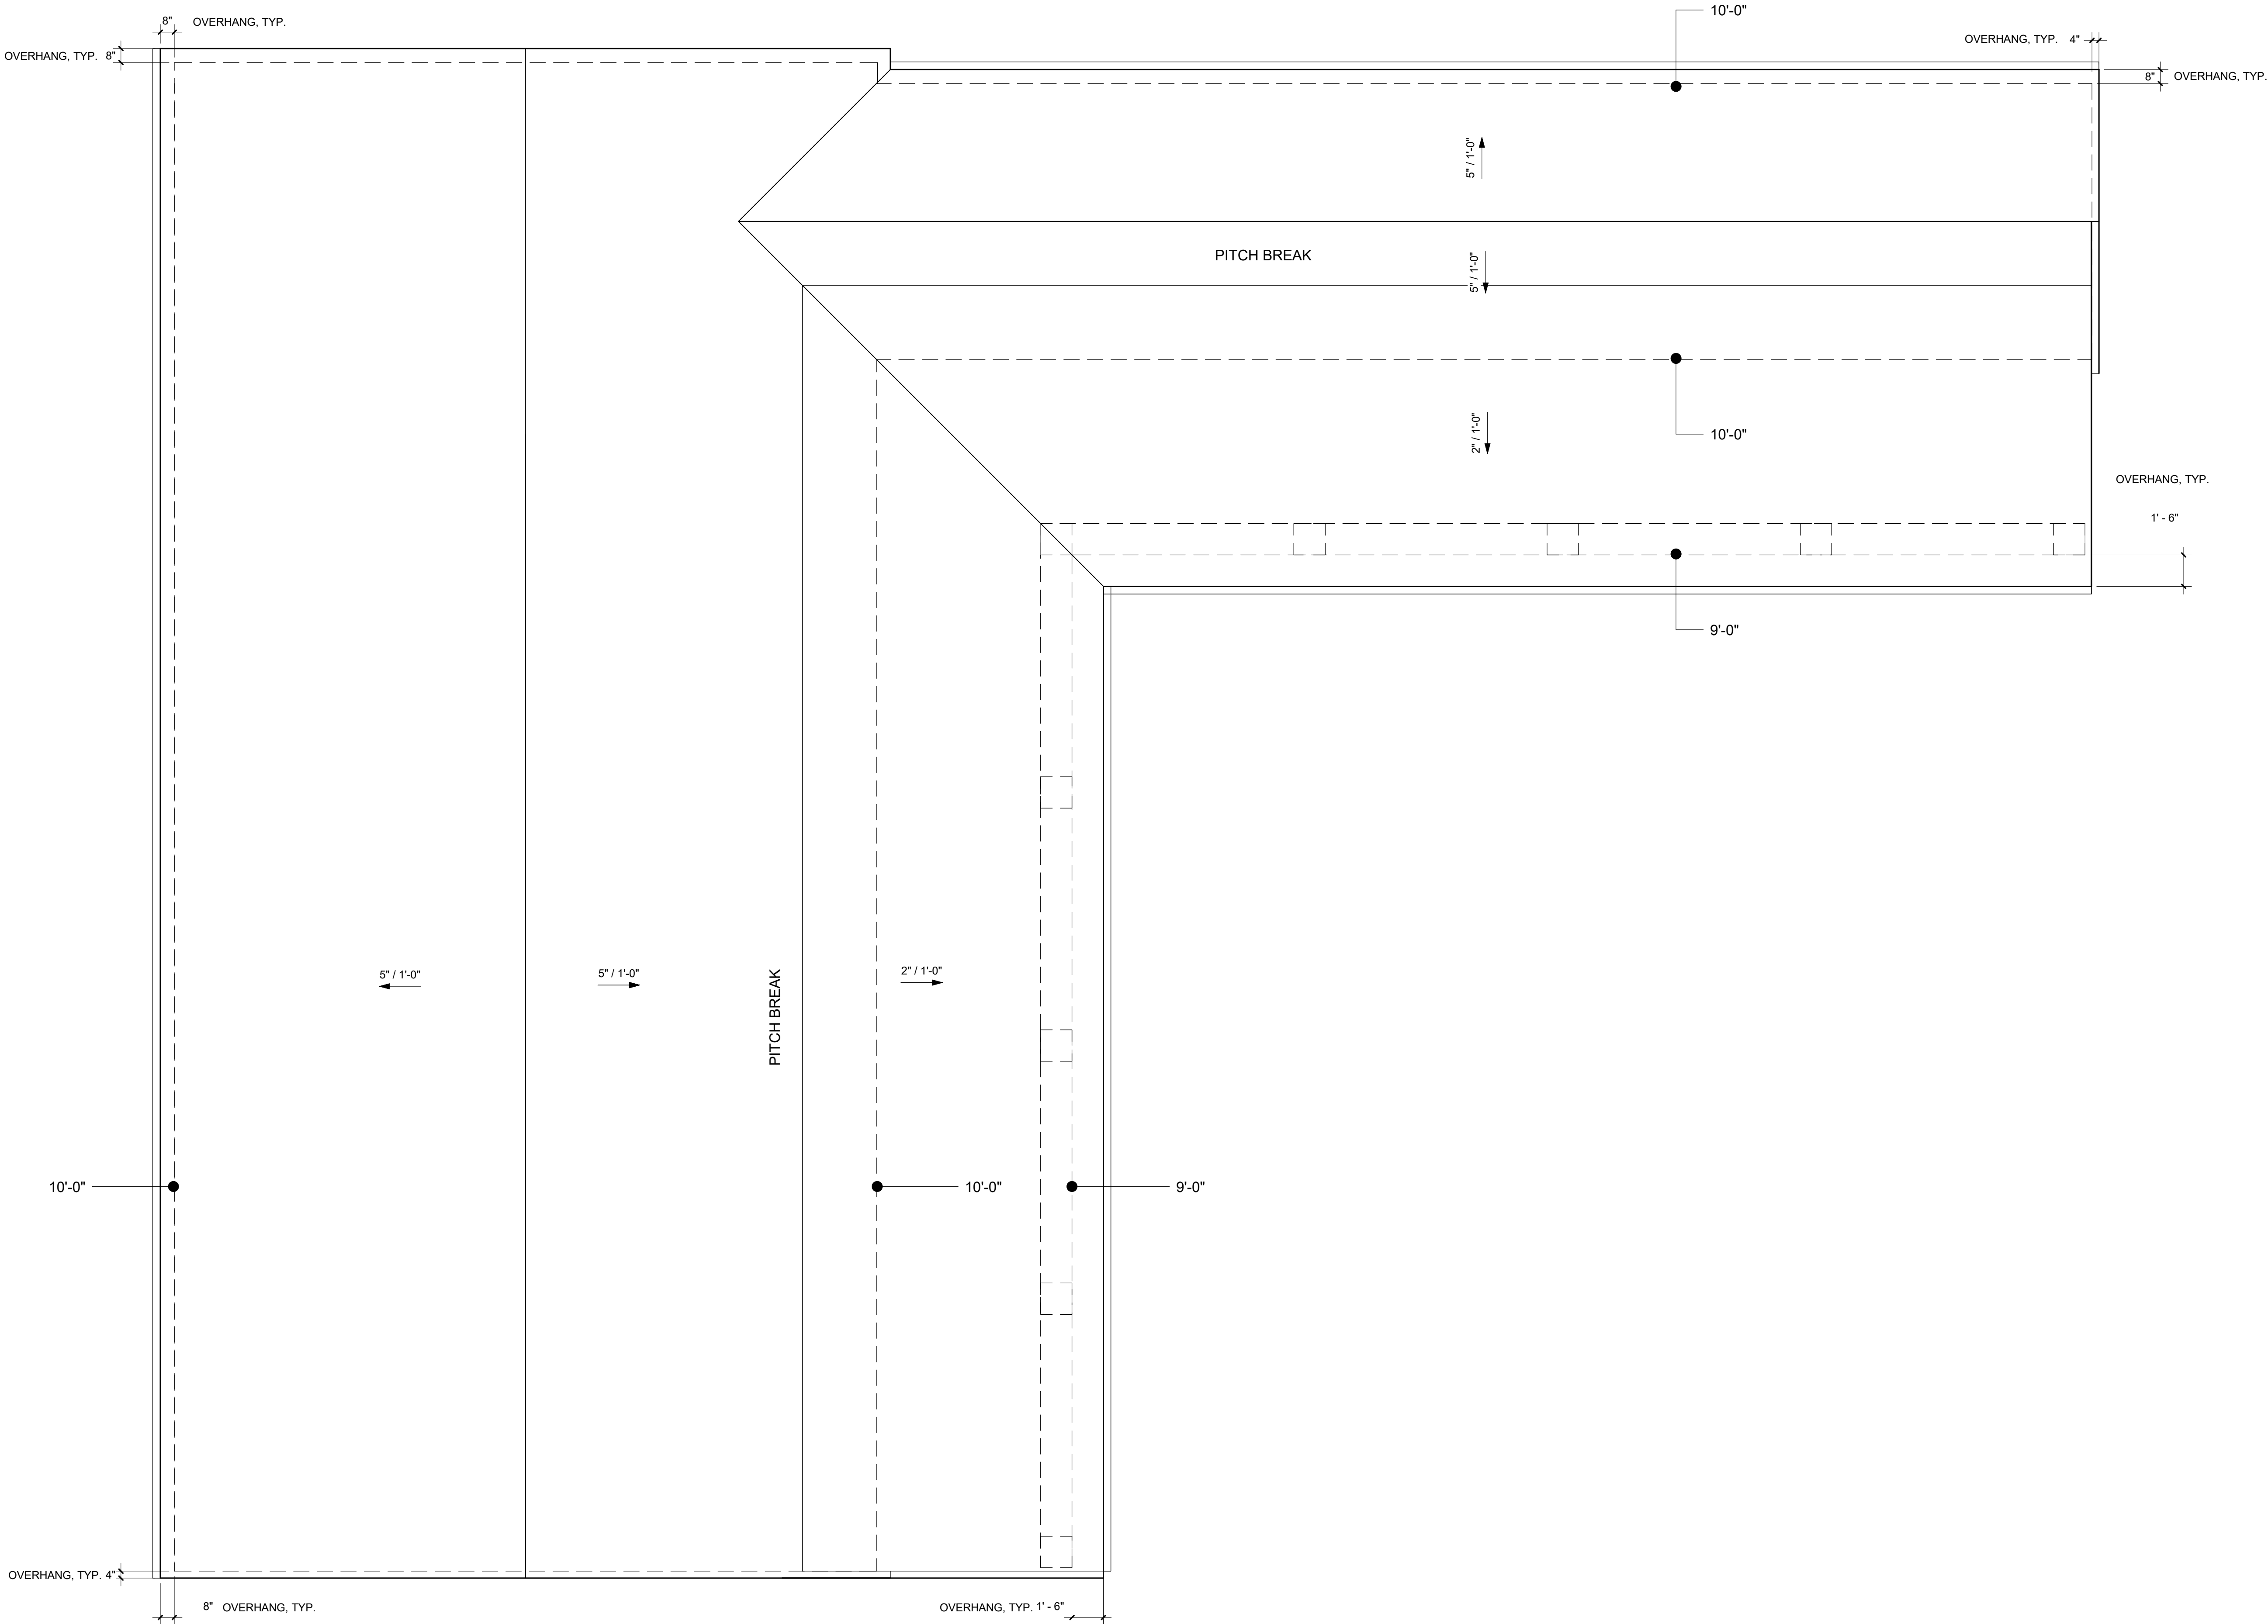 8" OVERHANG, TYP.
10'-0"
OVERHANG, TYP. 8"
OVERHANG, TYP. 4"
8" OVERHANG, TYP.
5" / 1'-0"
PITCH BREAK
5" / 1'-0"
2" / 1'-0"
10'-0"
OVERHANG, TYP.
1' - 6"
9'-0"
5" / 1'-0"
5" / 1'-0"
2" / 1'-0"
PITCH BREAK
10'-0"
10'-0"
9'-0"
OVERHANG, TYP. 4"
8" OVERHANG, TYP.
OVERHANG, TYP. 1' - 6"